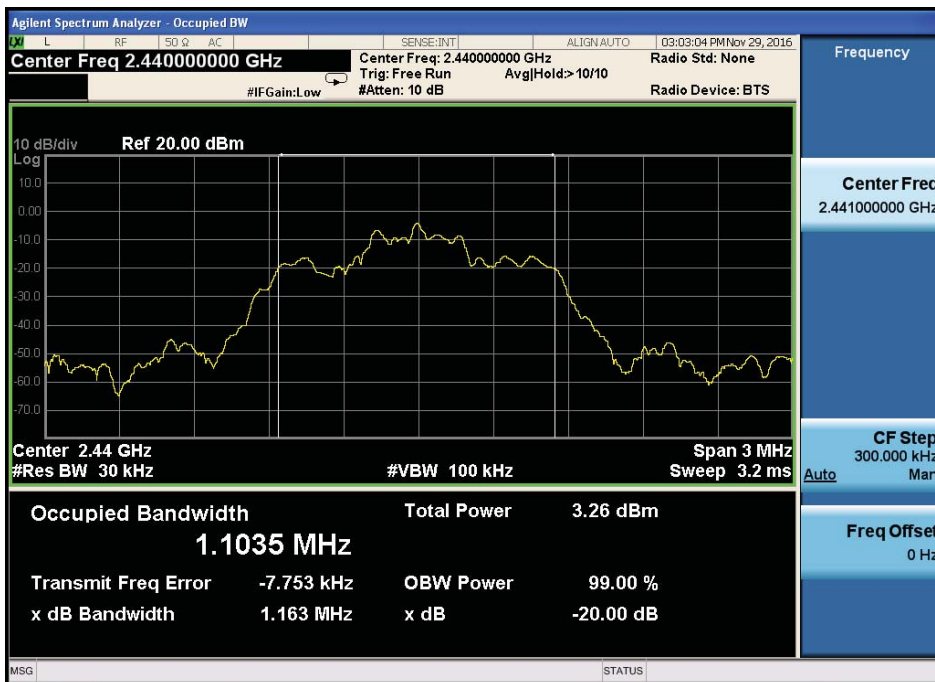 Agilent Spectrum Analyzer - Occupied BW
LXI L RF 50 Ω AC SENSE:INT ALIGN AUTO 03:03:04 PM Nov 29, 2016
Center Freq 2.440000000 GHz
Center Freq: 2.440000000 GHz
Radio Std: None
Trig: Free Run Avg|Hold:>10/10
#IFGain:Low
#Atten: 10 dB
Radio Device: BTS
10 dB/div Ref 20.00 dBm
Log
10.0
0.00
-10.0
-20.0
-30.0
-40.0
-50.0
-60.0
-70.0
Center 2.44 GHz
Span 3 MHz
#Res BW 30 kHz
#VBW 100 kHz
Sweep 3.2 ms
Occupied Bandwidth
Total Power 3.26 dBm
1.1035 MHz
Transmit Freq Error -7.753 kHz
OBW Power 99.00 %
x dB Bandwidth 1.163 MHz
x dB -20.00 dB
MSG
STATUS
Frequency
Center Freq
2.441000000 GHz
CF Step
300.000 kHz
Auto Man
Freq Offset
0 Hz